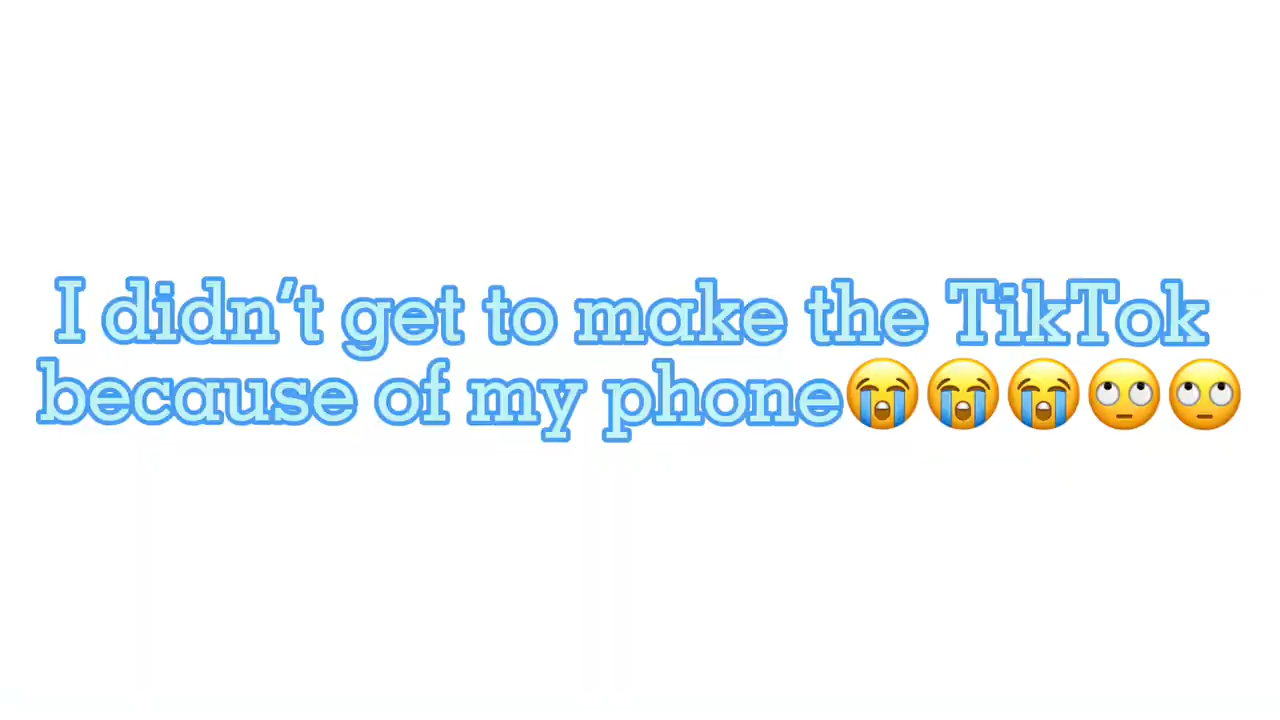 I didn’t get to make the TikTok
because of my phone😭😭😭🙄🙄